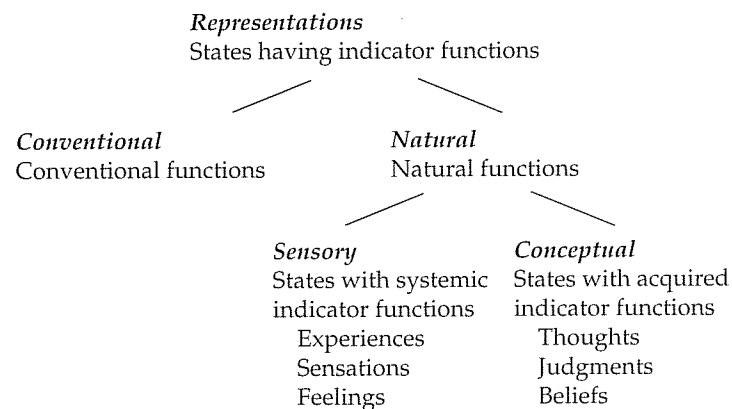 Representations
States having indicator functions
Conventional
Conventional functions
Natural
Natural functions
Sensory
States with systemic
indicator functions
Experiences
Sensations
Feelings
Conceptual
States with acquired
indicator functions
Thoughts
Judgments
Beliefs